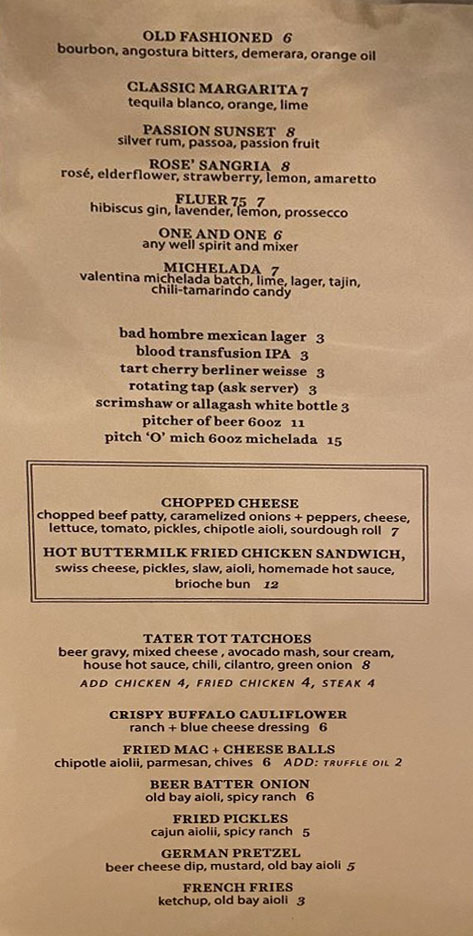 OLD FASHIONED 6
bourbon, angostura bitters, demerara, orange oil
CLASSIC MARGARITA 7
tequila blanco, orange, lime
PASSION SUNSET 8
silver rum, passoa, passion fruit
ROSE' SANGRIA 8
rosé, elderflower, strawberry, lemon, amaretto
FLUER 75 7
hibiscus gin, lavender, lemon, prossecco
ONE AND ONE 6
any well spirit and mixer
MICHELADA 7
valentina michelada batch, lime, lager, tajin,
chili-tamarindo candy
bad hombre mexican lager 3
blood transfusion IPA 3
tart cherry berliner weisse 3
rotating tap (ask server) 3
scrimshaw or allagash white bottle 3
pitcher of beer 60oz 11
pitch ‘O’ mich 60oz michelada 15
CHOPPED CHEESE
chopped beef patty, caramelized onions + peppers, cheese,
lettuce, tomato, pickles, chipotle aioli, sourdough roll 7
HOT BUTTERMILK FRIED CHICKEN SANDWICH,
swiss cheese, pickles, slaw, aioli, homemade hot sauce,
brioche bun 12
TATER TOT TATCHOES
beer gravy, mixed cheese , avocado mash, sour cream,
house hot sauce, chili, cilantro, green onion 8
ADD CHICKEN 4, FRIED CHICKEN 4, STEAK 4
CRISPY BUFFALO CAULIFLOWER
ranch + blue cheese dressing 6
FRIED MAC + CHEESE BALLS
chipotle aiolii, parmesan, chives 6 ADD: TRUFFLE OIL 2
BEER BATTER ONION
old bay aioli, spicy ranch 6
FRIED PICKLES
cajun aiolii, spicy ranch 5
GERMAN PRETZEL
beer cheese dip, mustard, old bay aioli 5
FRENCH FRIES
ketchup, old bay aioli 3